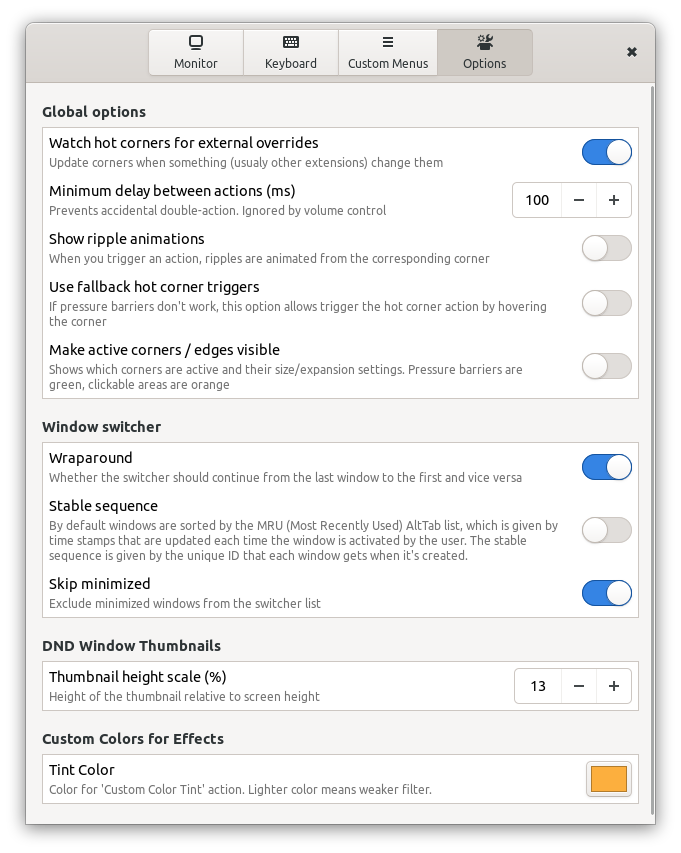 Monitor Keyboard Custom Menus Options
Global options
Watch hot corners for external overrides
Update corners when something (usualy other extensions) change them
Minimum delay between actions (ms)
Prevents accidental double-action. Ignored by volume control
100
Show ripple animations
When you trigger an action, ripples are animated from the corresponding corner
Use fallback hot corner triggers
If pressure barriers don't work, this option allows trigger the hot corner action by hovering
the corner
Make active corners / edges visible
Shows which corners are active and their size/expansion settings. Pressure barriers are
green, clickable areas are orange
Window switcher
Wraparound
Whether the switcher should continue from the last window to the first and vice versa
Stable sequence
By default windows are sorted by the MRU (Most Recently Used) AltTab list, which is given by
time stamps that are updated each time the window is activated by the user. The stable
sequence is given by the unique ID that each window gets when it's created.
Skip minimized
Exclude minimized windows from the switcher list
DND Window Thumbnails
Thumbnail height scale (%)
Height of the thumbnail relative to screen height
13
Custom Colors for Effects
Tint Color
Color for 'Custom Color Tint' action. Lighter color means weaker filter.